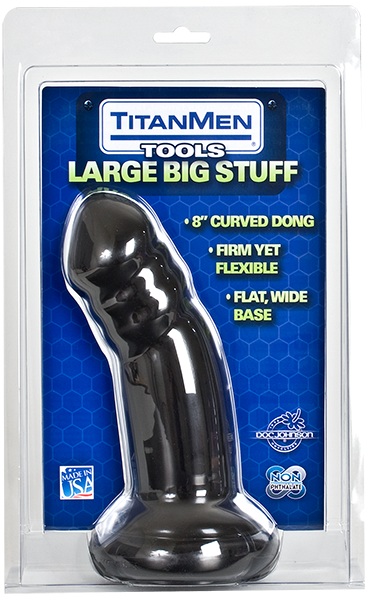 TITANMEN®
TOOLS
LARGE BIG STUFF
• 8" CURVED DONG
• FIRM YET
FLEXIBLE
• FLAT, WIDE
BASE
MADE IN
USA
DOC JOHNSON
NON
PHTHALATE